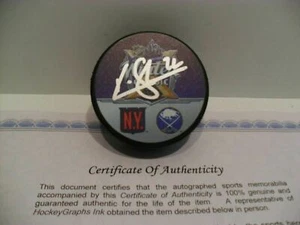 N.Y.
Certificate Of Authenticity
This document certifies that the autographed sports memorabilia
accompanied by this Certificate of Authenticity is 100% genuine and
guaranteed authentic for the life of the item. A representative of
HockeyGraphs Ink obtained the item described below in person.